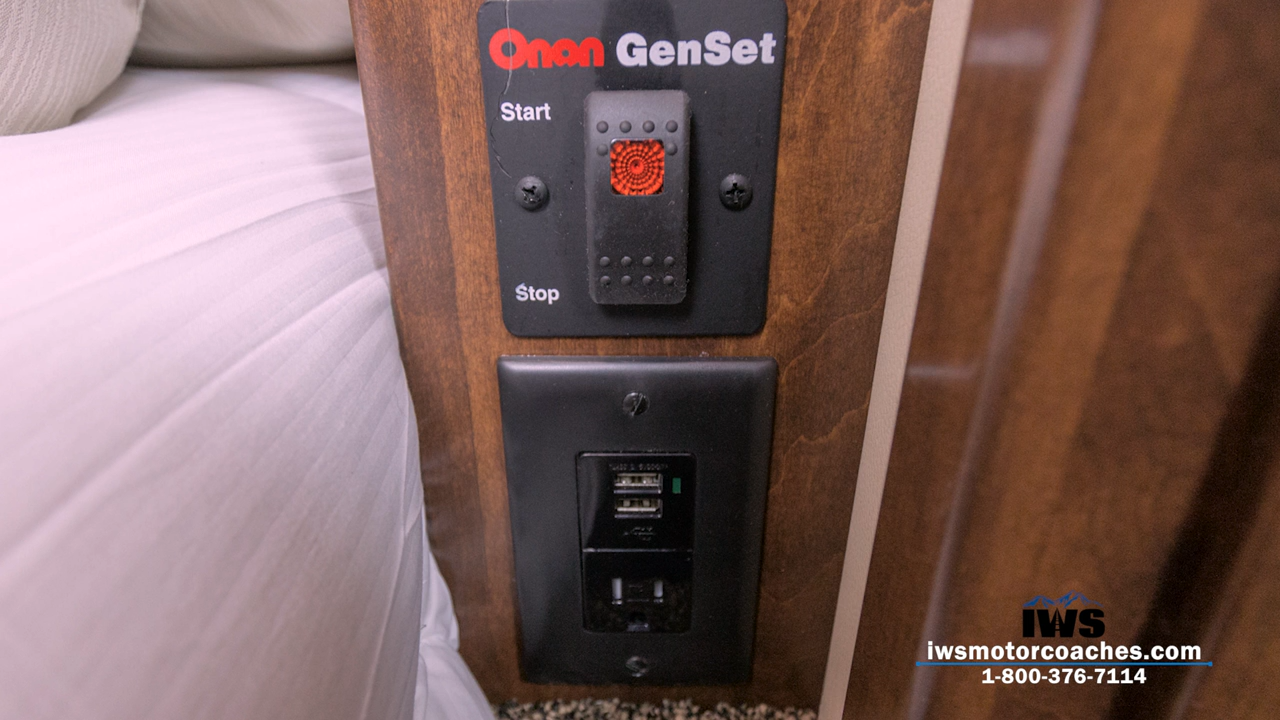 Onan GenSet
Start
Stop
IWS
iwsmotorcoaches.com
1-800-376-7114